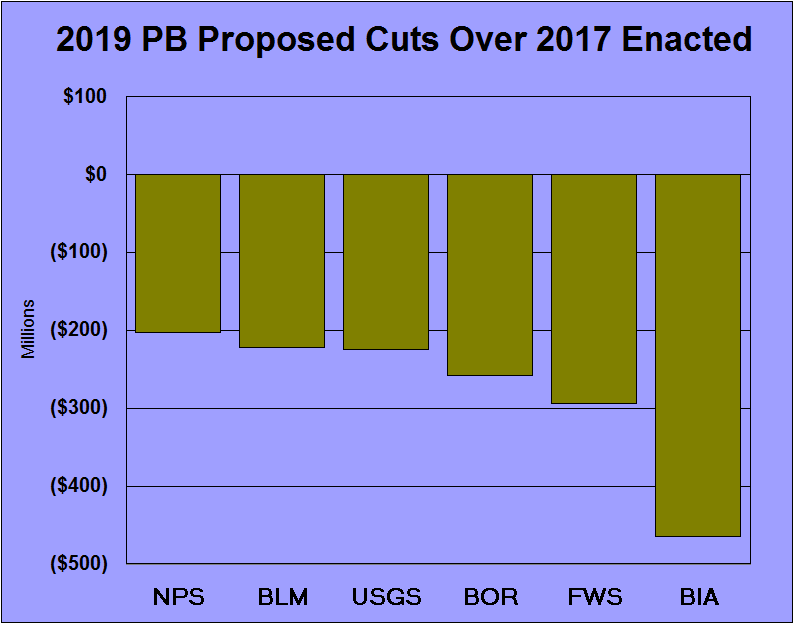 2019 PB Proposed Cuts Over 2017 Enacted
$100
$0
($100)
($200)
($300)
($400)
($500)
Millions
NPS BLM USGS BOR FWS BIA